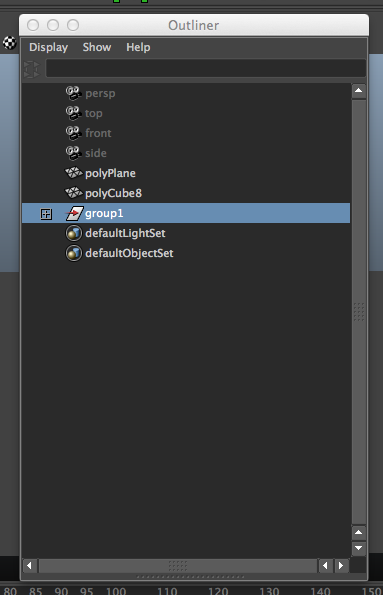 Outliner
Display Show Help
persp
top
front
side
polyPlane
polyCube8
group1
defaultLightSet
defaultObjectSet
80 85 90 95 100 110 120 130 140 150